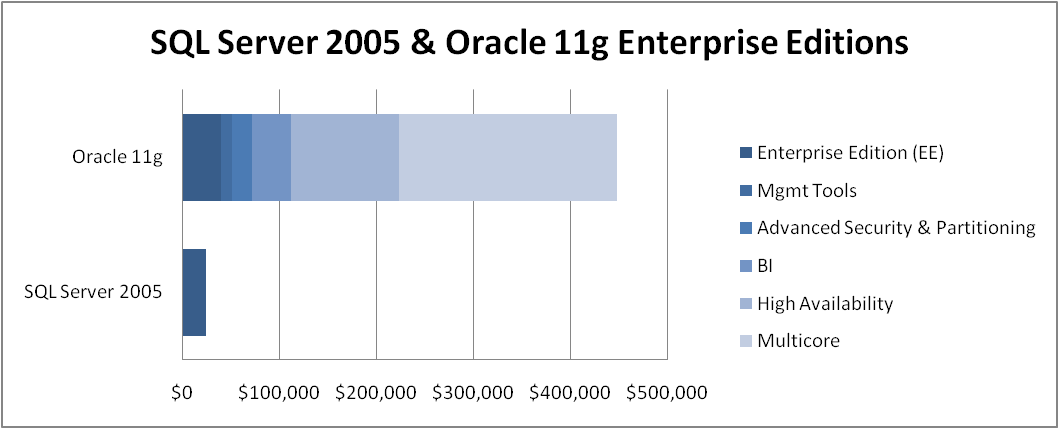 SQL Server 2005 & Oracle 11g Enterprise Editions
Oracle 11g
SQL Server 2005
$0 $100,000 $200,000 $300,000 $400,000 $500,000
Enterprise Edition (EE)
Mgmt Tools
Advanced Security & Partitioning
BI
High Availability
Multicore